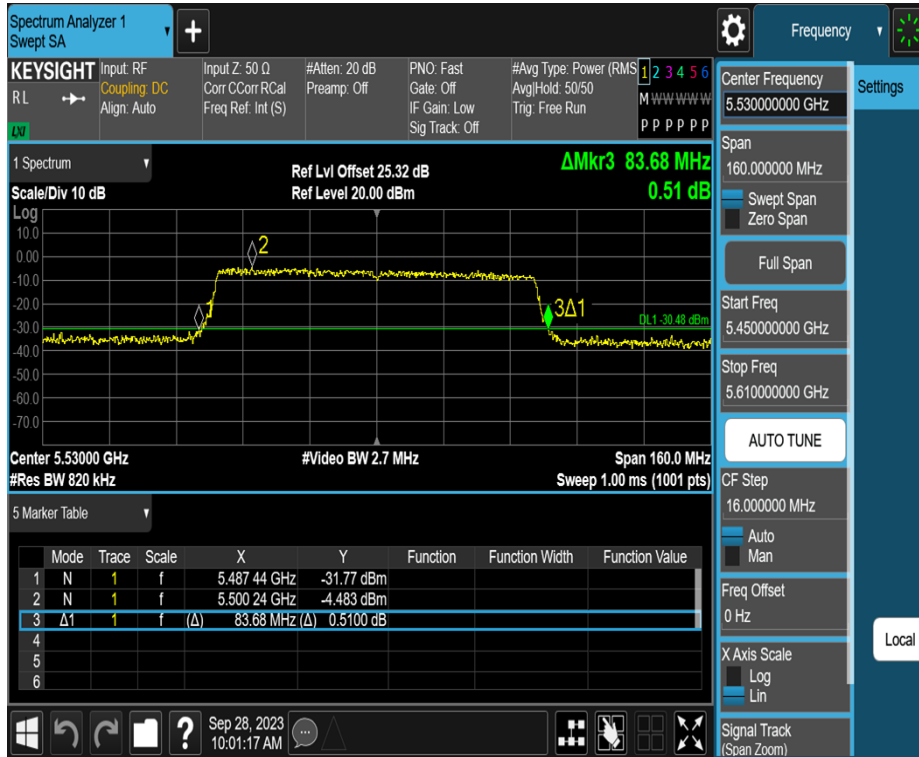 Spectrum Analyzer 1
Swept SA
+
Frequency
KEYSIGHT
RL
LXI
Input: RF
Coupling: DC
Align: Auto
Input Z: 50 Ω
Corr CCorr RCal
Freq Ref: Int (S)
#Atten: 20 dB
Preamp: Off
PNO: Fast
Gate: Off
IF Gain: Low
Sig Track: Off
#Avg Type: Power (RMS
Avg|Hold: 50/50
Trig: Free Run
1 2 3 4 5 6
M W W W W W
P P P P P P
1 Spectrum
Scale/Div 10 dB
Ref Lvl Offset 25.32 dB
Ref Level 20.00 dBm
ΔMkr3 83.68 MHz
0.51 dB
Log
10.0
0.00
-10.0
-20.0
-30.0
-40.0
-50.0
-60.0
-70.0
2
1
3Δ1
DL1 -30.48 dBm
Center 5.53000 GHz
#Video BW 2.7 MHz
Span 160.0 MHz
#Res BW 820 kHz
Sweep 1.00 ms (1001 pts)
5 Marker Table
Mode Trace Scale X Y Function Function Width Function Value
1 N 1 f 5.487 44 GHz -31.77 dBm
2 N 1 f 5.500 24 GHz -4.483 dBm
3 Δ1 1 f (Δ) 83.68 MHz (Δ) 0.5100 dB
4
5
6
?
Sep 28, 2023
10:01:17 AM
Center Frequency
5.530000000 GHz
Span
160.000000 MHz
Swept Span
Zero Span
Full Span
Start Freq
5.450000000 GHz
Stop Freq
5.610000000 GHz
AUTO TUNE
CF Step
16.000000 MHz
Auto
Man
Freq Offset
0 Hz
X Axis Scale
Log
Lin
Signal Track
(Span Zoom)
Settings
Local